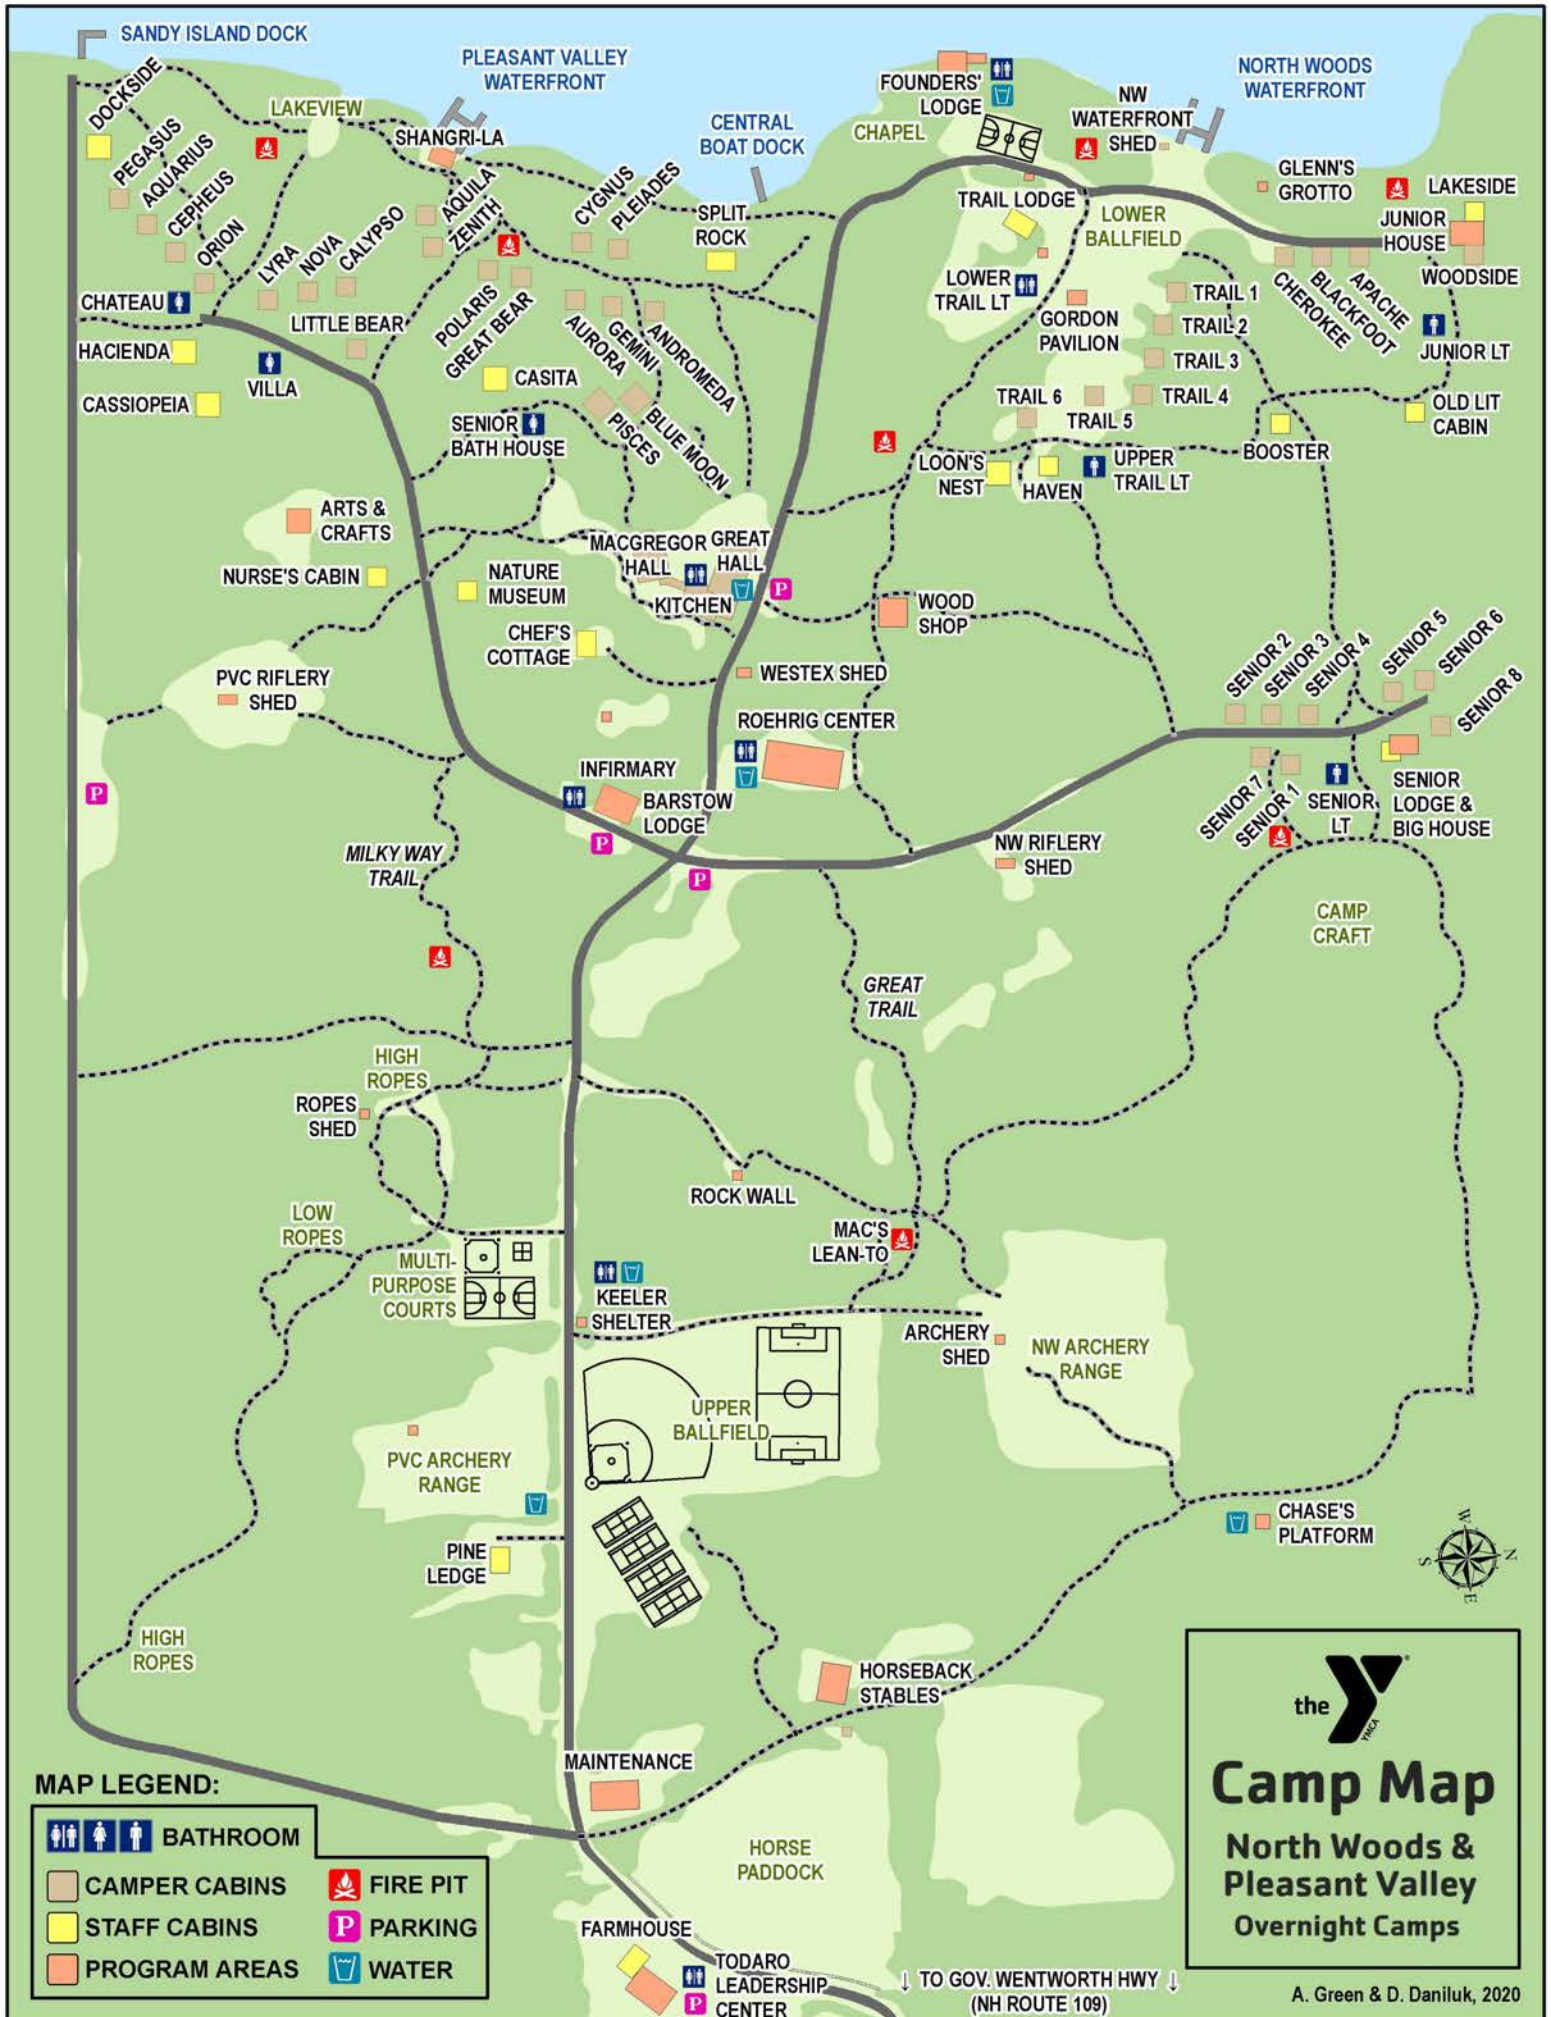 SANDY ISLAND DOCK
PLEASANT VALLEY
WATERFRONT
CENTRAL
BOAT DOCK
NORTH WOODS
WATERFRONT
FOUNDERS'
LODGE
CHAPEL
NW
WATERFRONT
SHED
GLENN'S
GROTTO
LAKESIDE
JUNIOR
HOUSE
WOODSIDE
DOCKSIDE
LAKEVIEW
SHANGRI-LA
PEGASUS
AQUARIUS
CEPHEUS
ORION
LYRA
NOVA
CALYPSO
AQUILA
ZENITH
CYGNUS
PLEIADES
SPLIT
ROCK
TRAIL LODGE
LOWER
BALLFIELD
CHEROKEE
BLACKFOOT
APACHE
JUNIOR LT
CHATEAU
HACIENDA
CASSIOPEIA
VILLA
LITTLE BEAR
POLARIS
GREAT BEAR
AURORA
GEMINI
ANDROMEDA
CASITA
PISCES
BLUE MOON
SENIOR
BATH HOUSE
LOWER
TRAIL LT
GORDON
PAVILION
TRAIL 1
TRAIL 2
TRAIL 3
TRAIL 4
TRAIL 5
TRAIL 6
OLD LIT
CABIN
BOOSTER
LOON'S
NEST
HAVEN
UPPER
TRAIL LT
ARTS &
CRAFTS
NURSE'S CABIN
NATURE
MUSEUM
MACGREGOR
HALL
GREAT
HALL
KITCHEN
P
CHEF'S
COTTAGE
WOOD
SHOP
WESTEX SHED
PVC RIFLERY
SHED
ROEHRIG CENTER
SENIOR 2
SENIOR 3
SENIOR 4
SENIOR 5
SENIOR 6
SENIOR 8
SENIOR 7
SENIOR 1
SENIOR
LT
SENIOR
LODGE &
BIG HOUSE
P
INFIRMARY
BARSTOW
LODGE
P
P
NW RIFLERY
SHED
MILKY WAY
TRAIL
CAMP
CRAFT
GREAT
TRAIL
HIGH
ROPES
ROPES
SHED
ROCK WALL
LOW
ROPES
MULTI-
PURPOSE
COURTS
MAC'S
LEAN-TO
KEELER
SHELTER
ARCHERY
SHED
NW ARCHERY
RANGE
UPPER
BALLFIELD
PVC ARCHERY
RANGE
PINE
LEDGE
CHASE'S
PLATFORM
W
S
N
E
HIGH
ROPES
HORSEBACK
STABLES
MAINTENANCE
HORSE
PADDOCK
FARMHOUSE
TODARO
LEADERSHIP
CENTER
P
↓ TO GOV. WENTWORTH HWY ↓
(NH ROUTE 109)
MAP LEGEND:
BATHROOM
CAMPER CABINS
STAFF CABINS
PROGRAM AREAS
FIRE PIT
P PARKING
WATER
the Y ®
YMCA
Camp Map
North Woods &
Pleasant Valley
Overnight Camps
A. Green & D. Daniluk, 2020